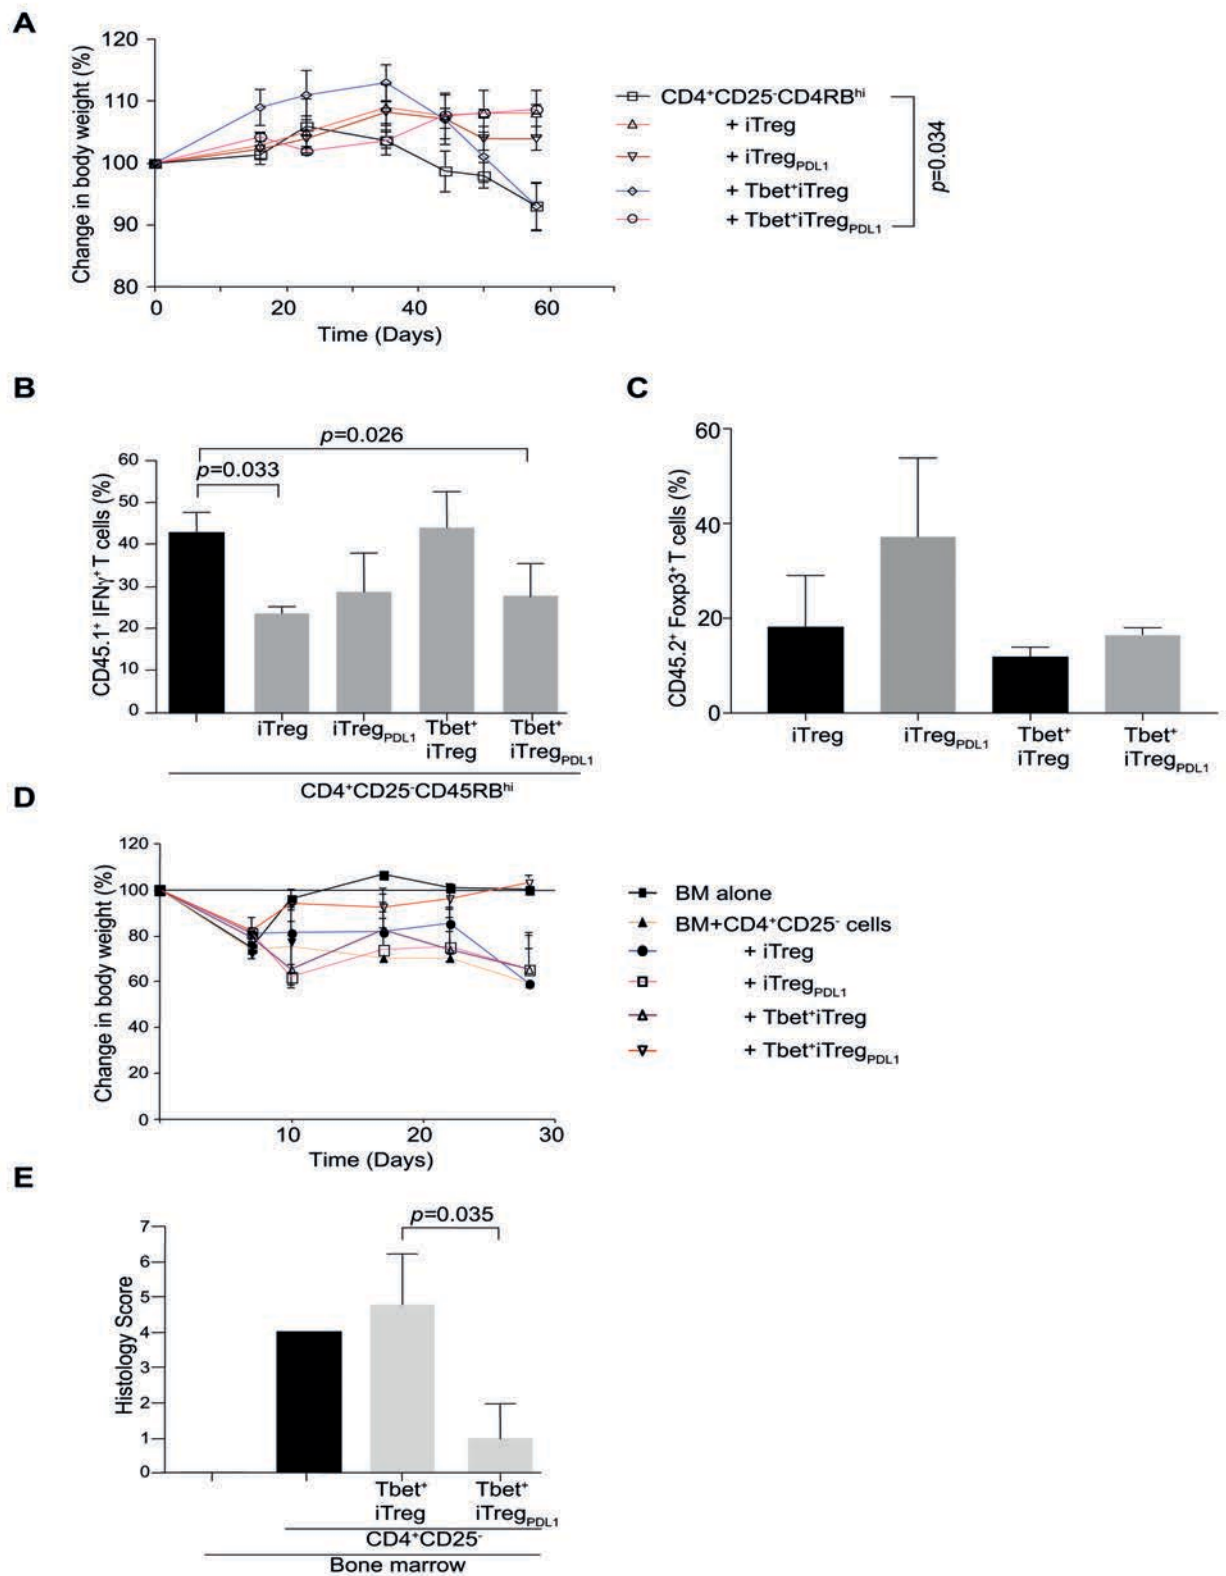 A
Change in body weight (%)
120
110
100
90
80
0 20 40 60
Time (Days)
CD4⁺CD25⁻CD4RBʰⁱ
+ iTreg
+ iTreg_PDL1
+ Tbet⁺iTreg
+ Tbet⁺iTreg_PDL1
p=0.034
B
CD45.1⁺ IFNγ⁺ T cells (%)
p=0.026
p=0.033
60
50
40
30
20
10
0
iTreg iTreg_PDL1 Tbet⁺ iTreg Tbet⁺ iTreg_PDL1
CD4⁺CD25⁻CD45RBʰⁱ
C
CD45.2⁺ Foxp3⁺ T cells (%)
60
40
20
0
iTreg iTreg_PDL1 Tbet⁺ iTreg Tbet⁺ iTreg_PDL1
D
Change in body weight (%)
120
100
80
60
40
20
0
10 20 30
Time (Days)
BM alone
BM+CD4⁺CD25⁻ cells
+ iTreg
+ iTreg_PDL1
+ Tbet⁺iTreg
+ Tbet⁺iTreg_PDL1
E
Histology Score
p=0.035
7
6
5
4
3
2
1
0
Tbet⁺ Tbet⁺
iTreg iTreg_PDL1
CD4⁺CD25⁻
Bone marrow